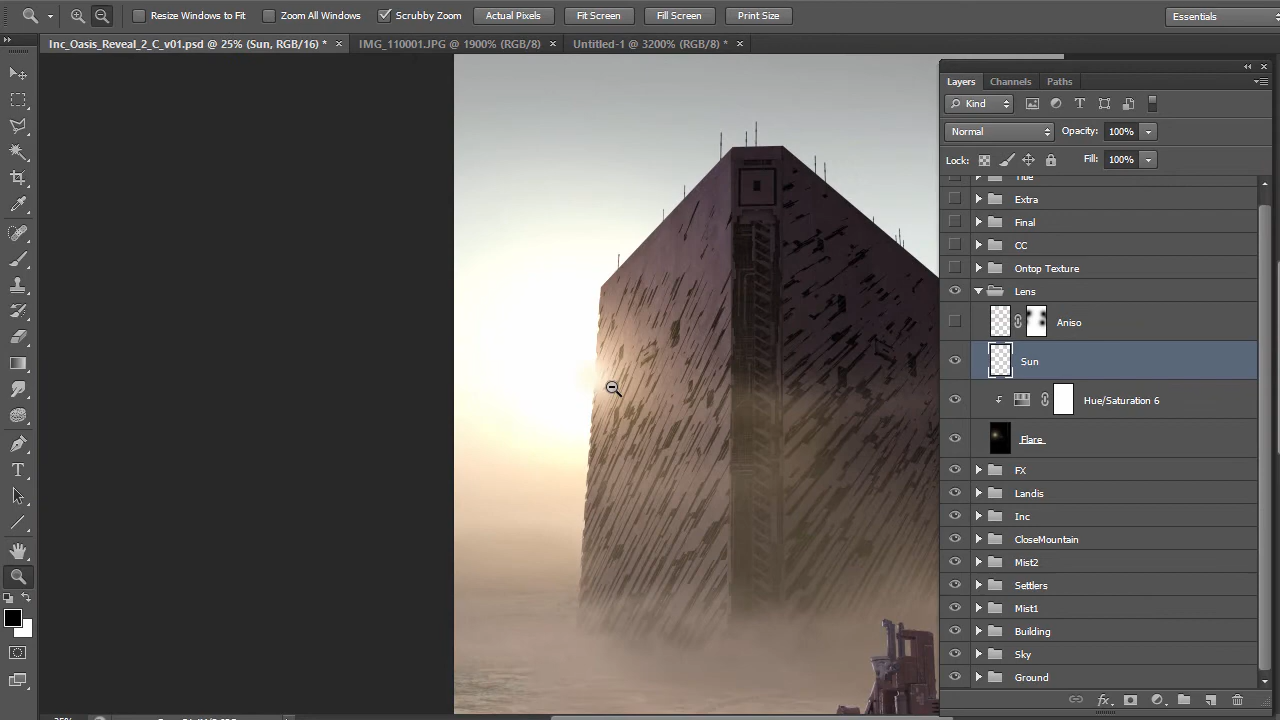 Resize Windows to Fit Zoom All Windows Scrubby Zoom Actual Pixels Fit Screen Fill Screen Print Size Essentials
Inc_Oasis_Reveal_2_C_v01.psd @ 25% (Sun, RGB/16) * × IMG_110001.JPG @ 1900% (RGB/8) × Untitled-1 @ 3200% (RGB/8) * ×
Layers Channels Paths
Kind
Normal Opacity: 100%
Lock: Fill: 100%
Title
Extra
Final
CC
Ontop Texture
Lens
Aniso
Sun
Hue/Saturation 6
Flare
FX
Landis
Inc
CloseMountain
Mist2
Settlers
Mist1
Building
Sky
Ground
25%